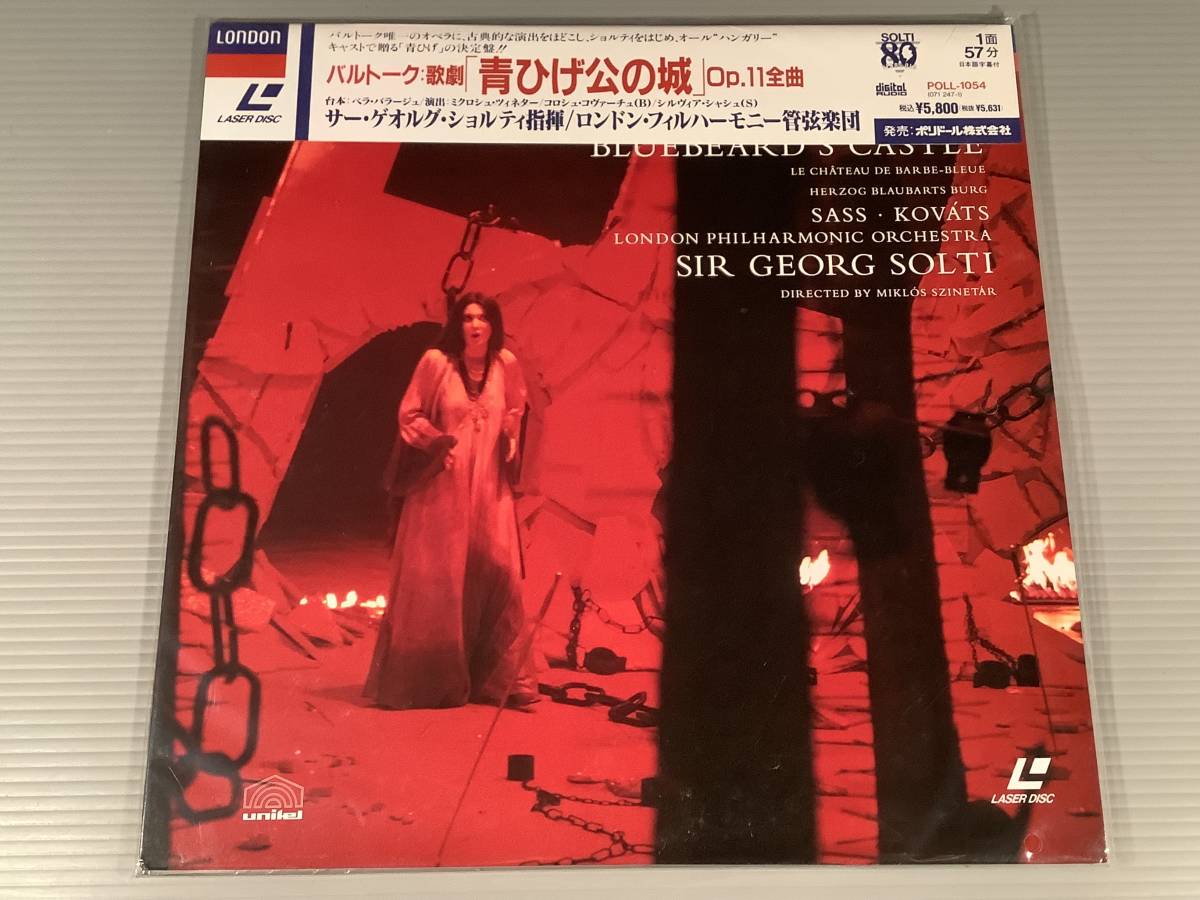 LONDON
LASER DISC
バルトーク唯一のオペラに、古典的な演出をほどこし、ショルティをはじめ、オール“ハンガリー”
キャストで贈る「青ひげ」の決定盤!!
バルトーク:歌劇「青ひげ公の城」Op.11全曲
台本:ベラ・バラージュ/演出:ミクロシュ・ツィネター/コロシュ・コヴァーチュ(B)/シルヴィア・シャシュ(S)
サー・ゲオルグ・ショルティ指揮/ロンドン・フィルハーモニー管弦楽団
SOLTI
80
digital
AUDIO
1面
57分
日本語字幕付
POLL-1054
(071 247-1)
税込¥5,800(税抜¥5,631)
発売:ポリドール株式会社
BLUEBEARD'S CASTLE
LE CHÂTEAU DE BARBE-BLEUE
HERZOG BLAUBARTS BURG
SASS · KOVÁTS
LONDON PHILHARMONIC ORCHESTRA
SIR GEORG SOLTI
DIRECTED BY MIKLÓS SZINETÁR
unitel
LASER DISC